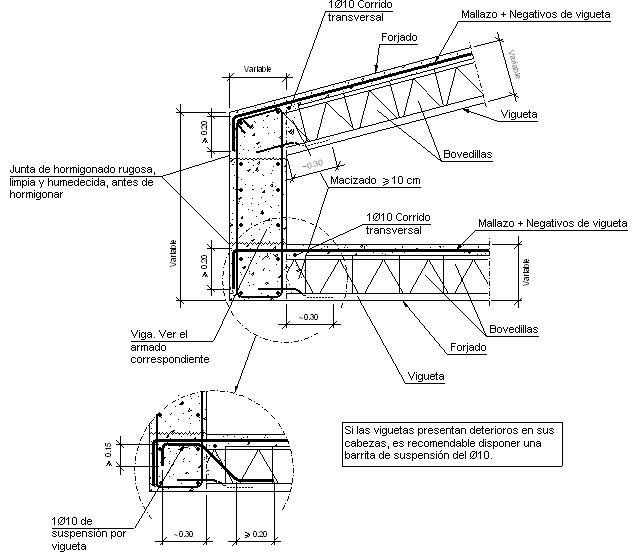 1Ø10 Corrido
transversal
Mallazo + Negativos de vigueta
Forjado
Variable
Variable
Vigueta
≥ 0.20
Bovedillas
~0.30
Junta de hormigonado rugosa,
limpia y humedecida, antes de
hormigonar
Macizado ≥ 10 cm
1Ø10 Corrido
transversal
Mallazo + Negativos de vigueta
Variable
≥ 0.20
Variable
Bovedillas
~0.30
Viga. Ver el
armado
correspondiente
Forjado
Vigueta
Si las viguetas presentan deterioros en sus
cabezas, es recomendable disponer una
barrita de suspensión del Ø10.
≥ 0.15
1Ø10 de
suspensión por
vigueta
~0.30
≥ 0.20